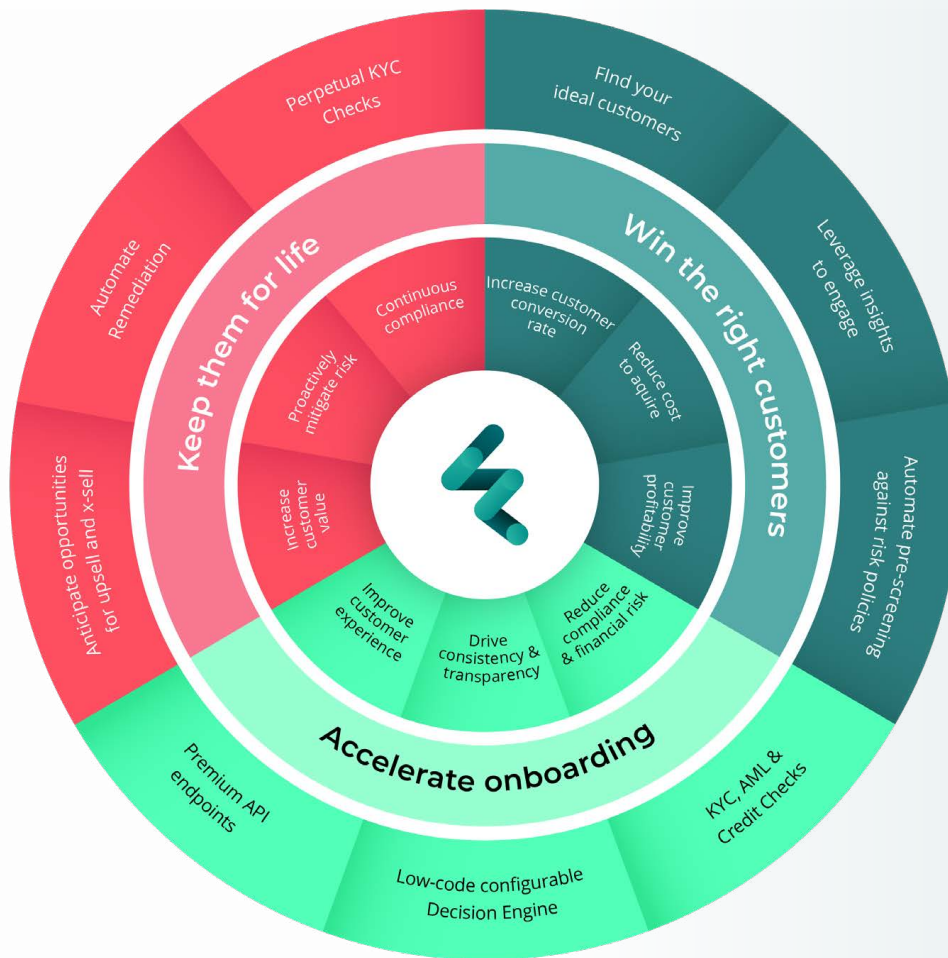 Perpetual KYC
Checks
FInd your
ideal customers
Leverage insights
to engage
Automate pre-screening
against risk policies
KYC, AML &
Credit Checks
Low-code configurable
Decision Engine
Premium API
endpoints
Anticipate opportunities
for upsell and x-sell
Automate
Remediation
Keep them for life
Win the right customers
Accelerate onboarding
Continuous
compliance
Increase customer
conversion
rate
Reduce cost
to aquire
Improve
customer
profitability
Reduce
compliance
& financial risk
Drive
consistency &
transparency
Improve
customer
experience
Increase
customer
value
Proactively
mitigate risk